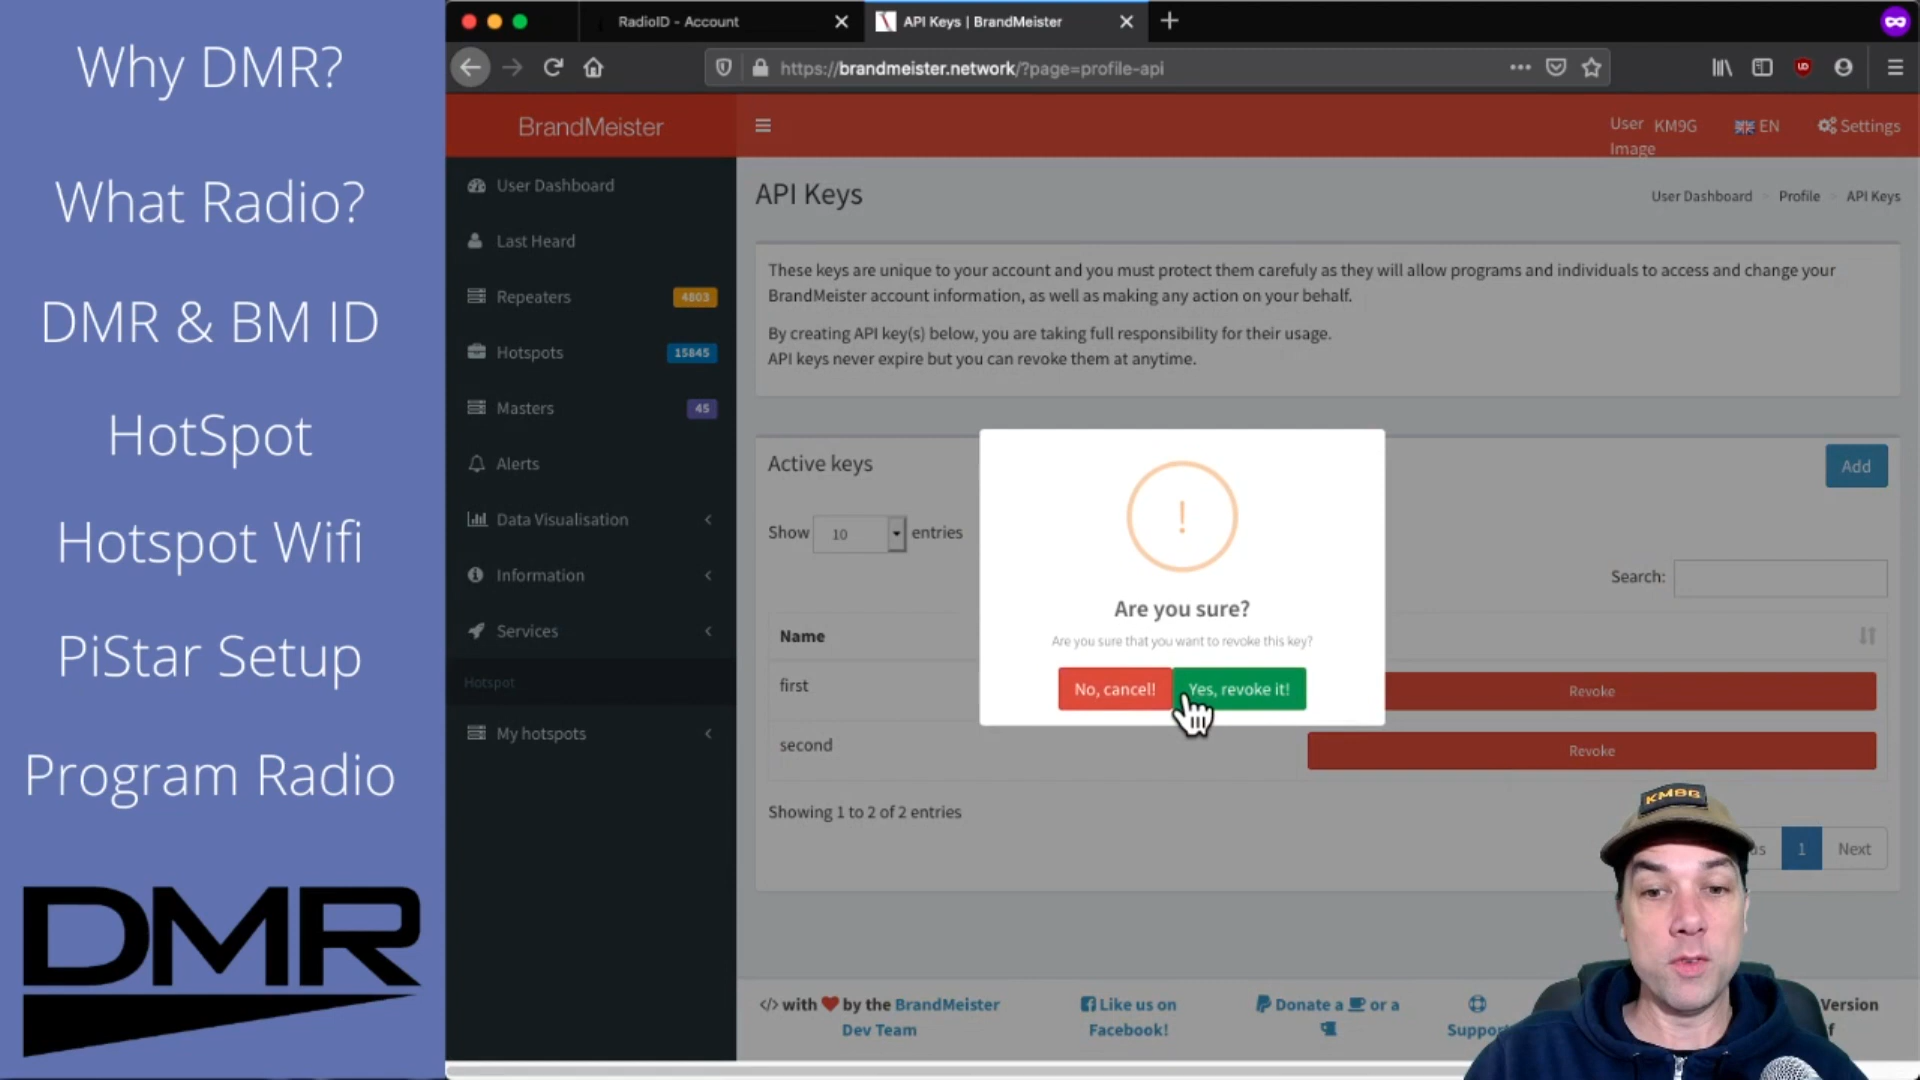 Why DMR?
What Radio?
DMR & BM ID
HotSpot
Hotspot Wifi
PiStar Setup
Program Radio
DMR
RadioID - Account
API Keys | BrandMeister
https://brandmeister.network/?page=profile-api
BrandMeister
User Image
KM9G
EN
Settings
User Dashboard
Last Heard
Repeaters 4803
Hotspots 15845
Masters 45
Alerts
Data Visualisation
Information
Services
Hotspot
My hotspots
API Keys
User Dashboard
Profile
API Keys
These keys are unique to your account and you must protect them carefuly as they will allow programs and individuals to access and change your
BrandMeister account information, as well as making any action on your behalf.
By creating API key(s) below, you are taking full responsibility for their usage.
API keys never expire but you can revoke them at anytime.
Active keys
Add
Show 10 entries
Search:
Name
first
Revoke
second
Revoke
Showing 1 to 2 of 2 entries
1
Next
Are you sure?
Are you sure that you want to revoke this key?
No, cancel!
Yes, revoke it!
KM9G
</> with ❤ by the BrandMeister
Dev Team
Like us on
Facebook!
Donate a or a
Version